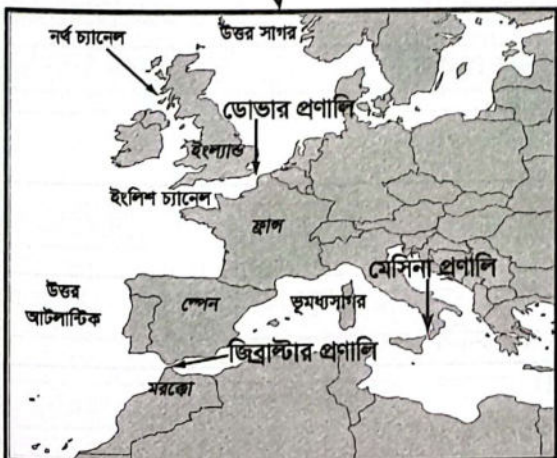 নর্থ চ্যানেল
উত্তর সাগর
ডোভার প্রণালি
ইংল্যান্ড
ইংলিশ চ্যানেল
ফ্রান্স
মেসিনা প্রণালি
উত্তর
আটলান্টিক
স্পেন
ভূমধ্যসাগর
জিব্রাল্টার প্রণালি
মরক্কো